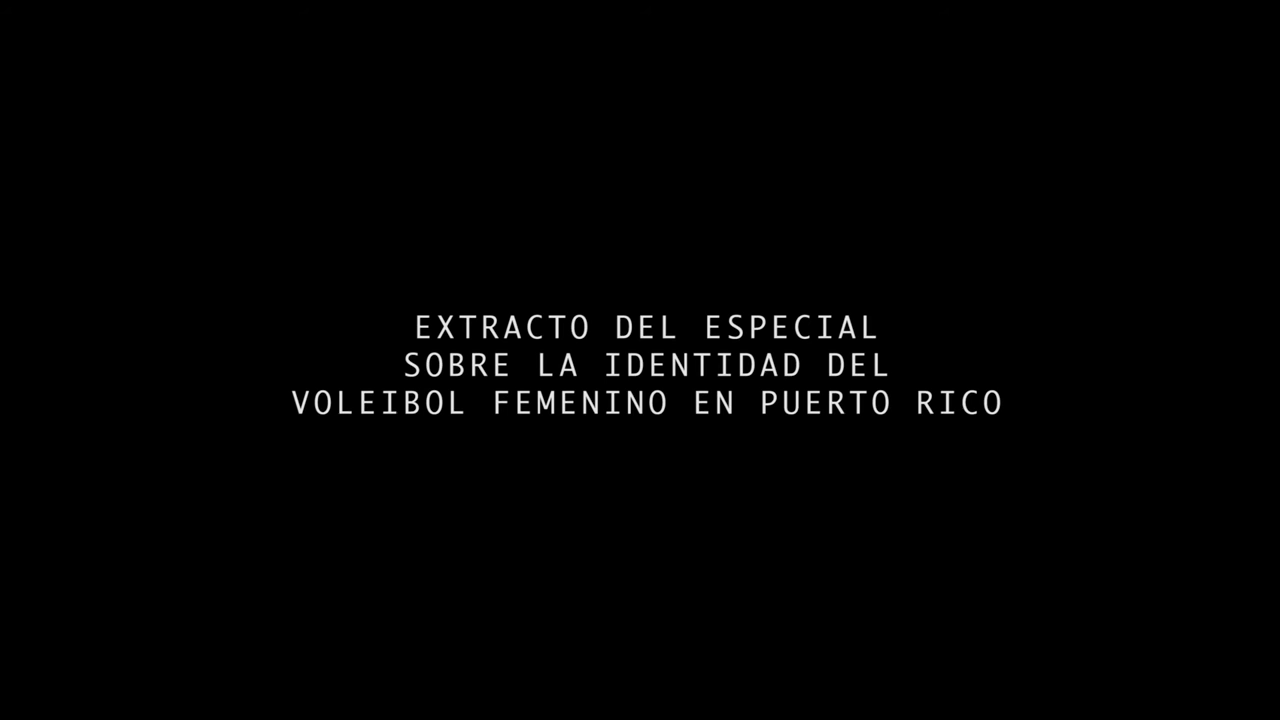 EXTRACTO DEL ESPECIAL
SOBRE LA IDENTIDAD DEL
VOLEIBOL FEMENINO EN PUERTO RICO